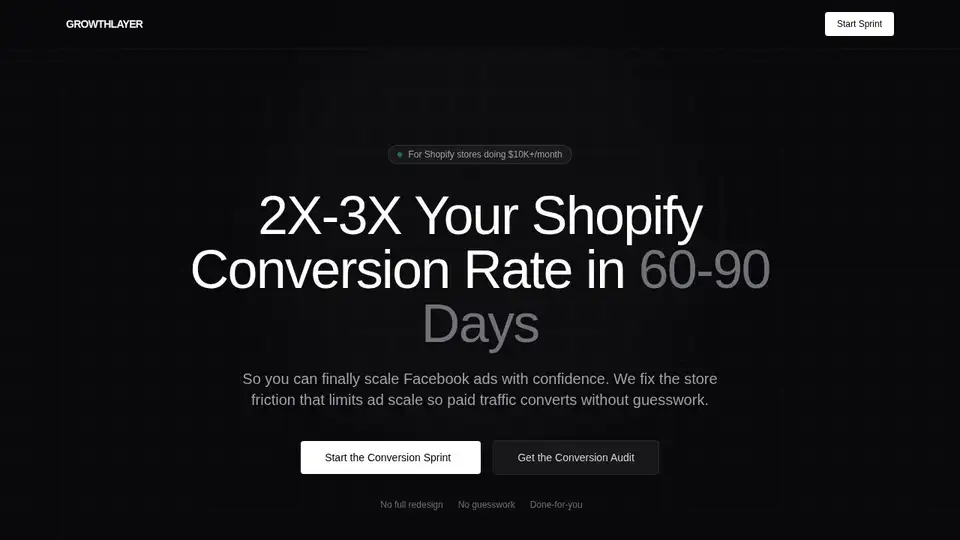 GROWTHLAYER
Start Sprint
For Shopify stores doing $10K+/month
2X-3X Your Shopify
Conversion Rate in 60-90
Days
So you can finally scale Facebook ads with confidence. We fix the store
friction that limits ad scale so paid traffic converts without guesswork.
Start the Conversion Sprint
Get the Conversion Audit
No full redesign
No guesswork
Done-for-you